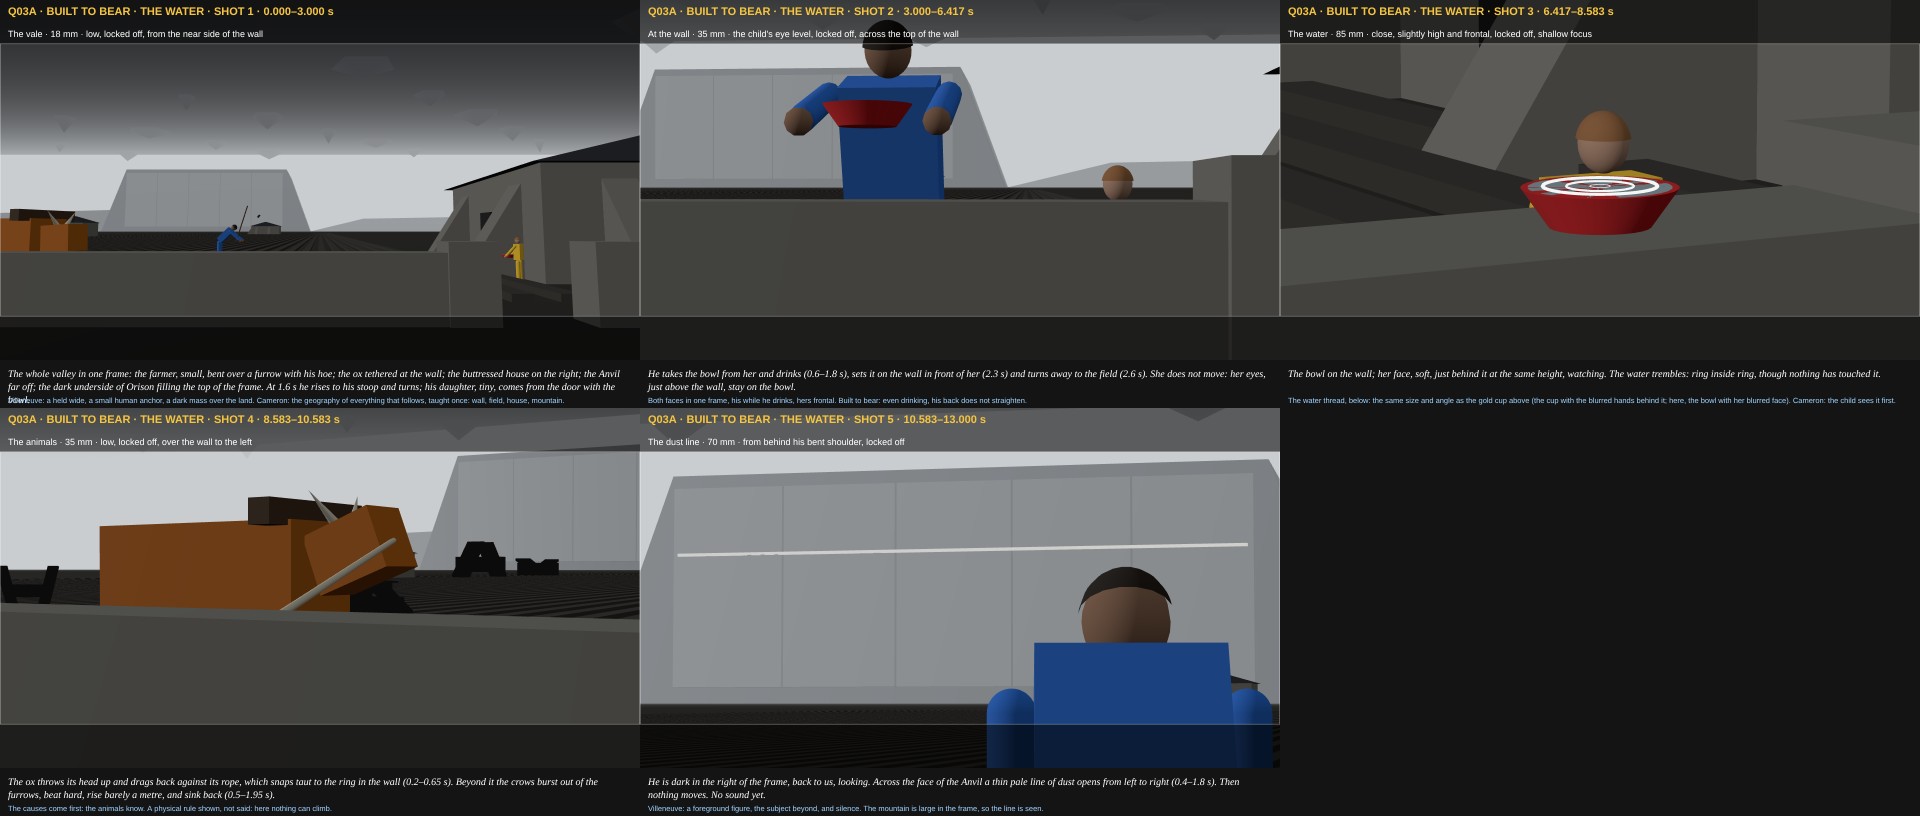 Q03A · BUILT TO BEAR · THE WATER · SHOT 1 · 0.000–3.000 s
The vale · 18 mm · low, locked off, from the near side of the wall
The whole valley in one frame: the farmer, small, bent over a furrow with his hoe; the ox tethered at the wall; the buttressed house on the right; the Anvil
far off; the dark underside of Orison filling the top of the frame. At 1.6 s he rises to his stoop and turns; his daughter, tiny, comes from the door with the
bowl.
Villeneuve: a held wide, a small human anchor, a dark mass over the land. Cameron: the geography of everything that follows, taught once: wall, field, house, mountain.
Q03A · BUILT TO BEAR · THE WATER · SHOT 2 · 3.000–6.417 s
At the wall · 35 mm · the child's eye level, locked off, across the top of the wall
He takes the bowl from her and drinks (0.6–1.8 s), sets it on the wall in front of her (2.3 s) and turns away to the field (2.6 s). She does not move: her eyes,
just above the wall, stay on the bowl.
Both faces in one frame, his while he drinks, hers frontal. Built to bear: even drinking, his back does not straighten.
Q03A · BUILT TO BEAR · THE WATER · SHOT 3 · 6.417–8.583 s
The water · 85 mm · close, slightly high and frontal, locked off, shallow focus
The bowl on the wall; her face, soft, just behind it at the same height, watching. The water trembles: ring inside ring, though nothing has touched it.
The water thread, below: the same size and angle as the gold cup above (the cup with the blurred hands behind it; here, the bowl with her blurred face). Cameron: the child sees it first.
Q03A · BUILT TO BEAR · THE WATER · SHOT 4 · 8.583–10.583 s
The animals · 35 mm · low, locked off, over the wall to the left
The ox throws its head up and drags back against its rope, which snaps taut to the ring in the wall (0.2–0.65 s). Beyond it the crows burst out of the
furrows, beat hard, rise barely a metre, and sink back (0.5–1.95 s).
The causes come first: the animals know. A physical rule shown, not said: here nothing can climb.
Q03A · BUILT TO BEAR · THE WATER · SHOT 5 · 10.583–13.000 s
The dust line · 70 mm · from behind his bent shoulder, locked off
He is dark in the right of the frame, back to us, looking. Across the face of the Anvil a thin pale line of dust opens from left to right (0.4–1.8 s). Then
nothing moves. No sound yet.
Villeneuve: a foreground figure, the subject beyond, and silence. The mountain is large in the frame, so the line is seen.